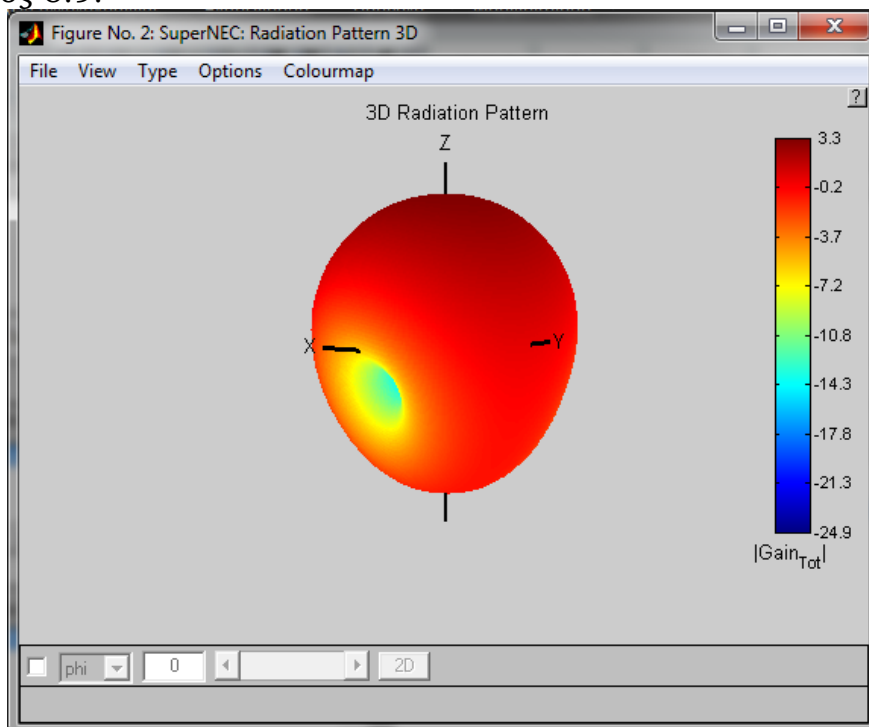 Figure No. 2: SuperNEC: Radiation Pattern 3D
File View Type Options Colourmap
?
3D Radiation Pattern
Z
X
Y
3.3
-0.2
-3.7
-7.2
-10.8
-14.3
-17.8
-21.3
-24.9
|Gain_Tot|
phi 0 2D